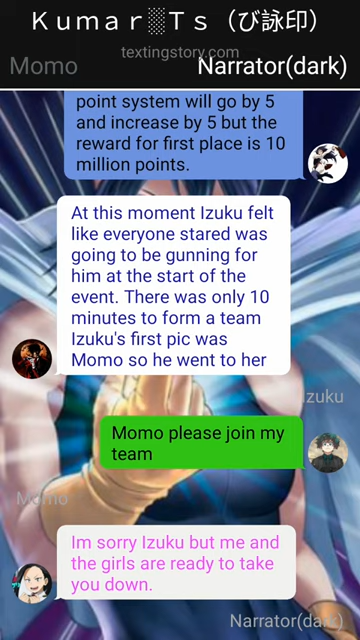 Ｋｕｍａｒ░Ｔｓ（び詠印）
textingstory.com
Momo
Narrator(dark)
point system will go by 5
and increase by 5 but the
reward for first place is 10
million points.
At this moment Izuku felt
like everyone stared was
going to be gunning for
him at the start of the
event. There was only 10
minutes to form a team
Izuku's first pic was
Momo so he went to her
Izuku
Momo please join my
team
Momo
Im sorry Izuku but me and
the girls are ready to take
you down.
Narrator(dark)